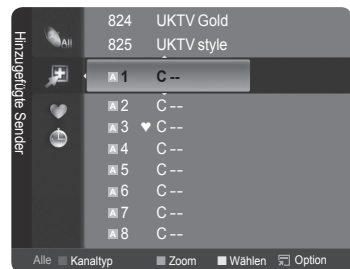 Hinzugefügte Sender
All
824 UKTV Gold
825 UKTV style
A 1 C --
A 2 C --
A 3 ♥ C --
A 4 C --
A 5 C --
A 6 C --
A 7 C --
A 8 C --
Alle Kanaltyp Zoom Wählen Option